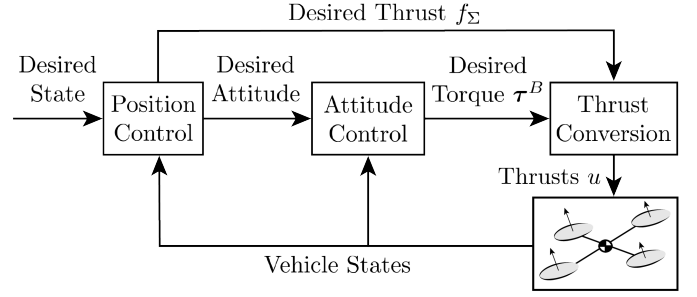 Desired Thrust f_Σ
Desired
State
Position
Control
Desired
Attitude
Attitude
Control
Desired
Torque τ^B
Thrust
Conversion
Thrusts u
Vehicle States